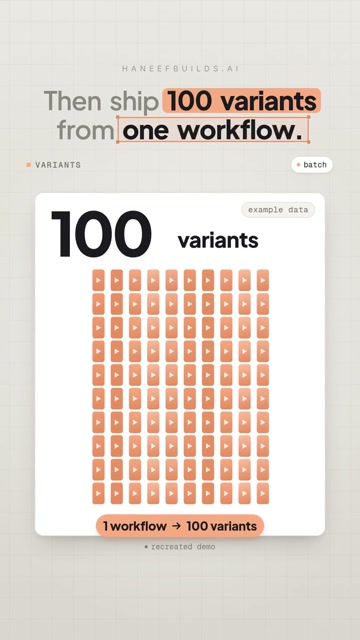 HANEEFBUILDS.AI
Then ship 100 variants
from one workflow.
VARIANTS
batch
example data
100 variants
1 workflow → 100 variants
recreated demo